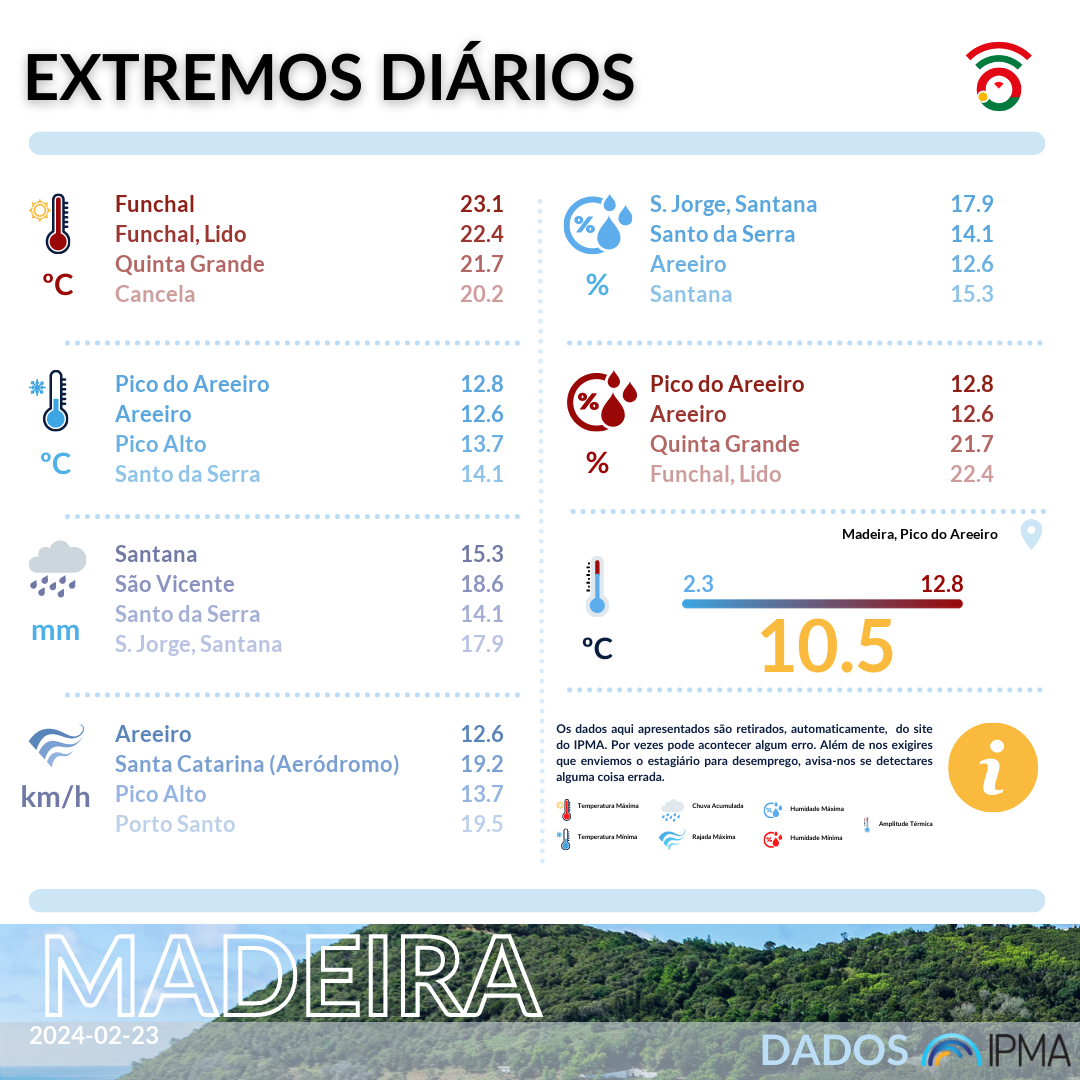 EXTREMOS DIÁRIOS
Funchal 23.1
Funchal, Lido 22.4
Quinta Grande 21.7
Cancela 20.2
°C
Pico do Areeiro 12.8
Areeiro 12.6
Pico Alto 13.7
Santo da Serra 14.1
°C
Santana 15.3
São Vicente 18.6
Santo da Serra 14.1
S. Jorge, Santana 17.9
mm
Areeiro 12.6
Santa Catarina (Aeródromo) 19.2
Pico Alto 13.7
Porto Santo 19.5
km/h
%
S. Jorge, Santana 17.9
Santo da Serra 14.1
Areeiro 12.6
Santana 15.3
%
%
Pico do Areeiro 12.8
Areeiro 12.6
Quinta Grande 21.7
Funchal, Lido 22.4
%
Madeira, Pico do Areeiro
2.3 12.8
10.5
°C
Os dados aqui apresentados são retirados, automaticamente, do site
do IPMA. Por vezes pode acontecer algum erro. Além de nos exigires
que enviemos o estagiário para desemprego, avisa-nos se detectares
alguma coisa errada.
i
Temperatura Máxima
Chuva Acumulada
Humidade Máxima
Temperatura Mínima
Rajada Máxima
Humidade Mínima
Amplitude Térmica
MADEIRA
2024-02-23
DADOS IPMA